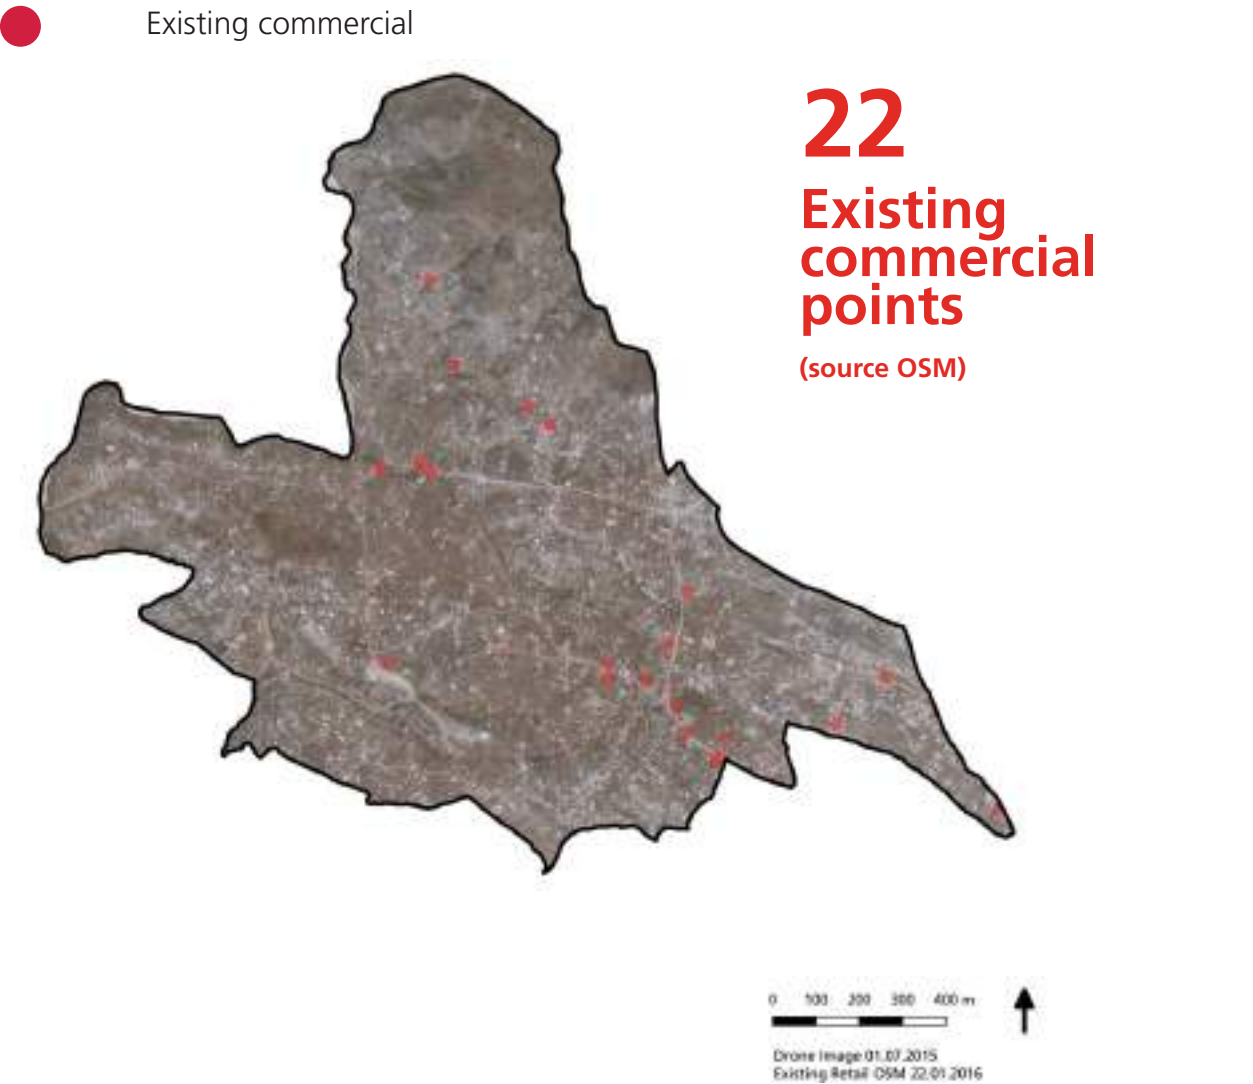 Existing commercial
22
Existing
commercial
points
(source OSM)
0 100 200 300 400 m
Drone Image 01.07.2015
Existing Retail OSM 22.01.2016